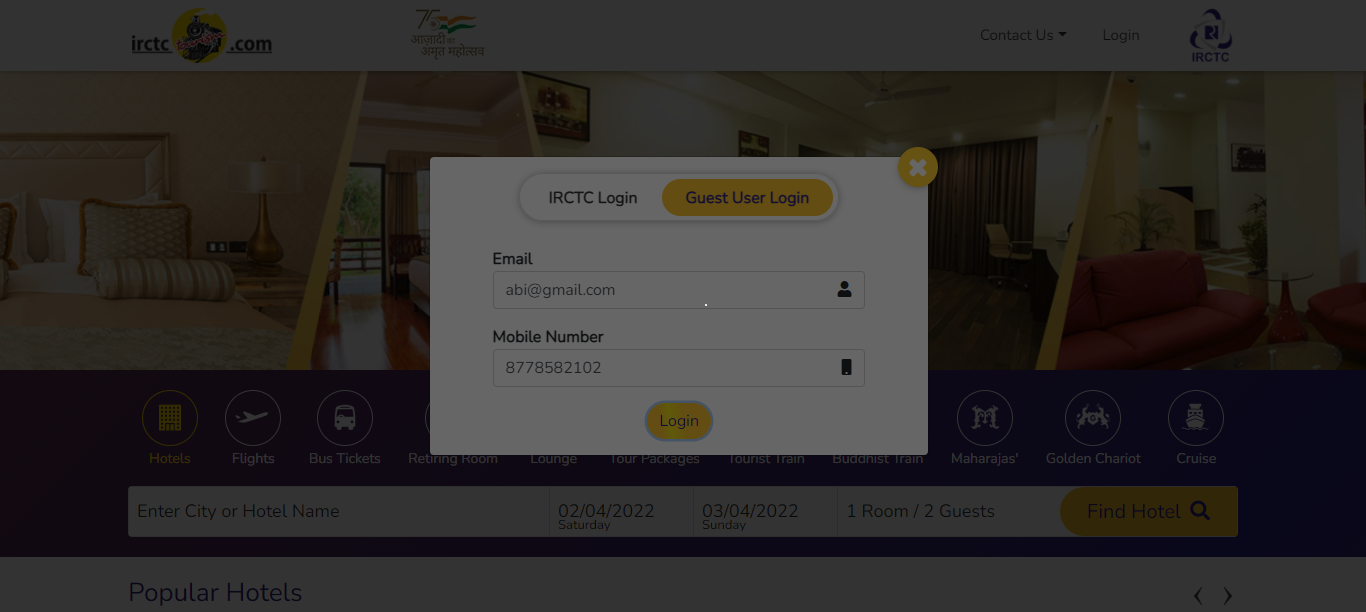 irctc tourism .com
75
आज़ादी का
अमृत महोत्सव
Contact Us
Login
IRCTC
IRCTC Login
Guest User Login
Email
abi@gmail.com
Mobile Number
8778582102
Login
Hotels
Flights
Bus Tickets
Retiring Room
Lounge
Tour Packages
Tourist Train
Buddhist Train
Maharajas'
Golden Chariot
Cruise
Enter City or Hotel Name
02/04/2022
Saturday
03/04/2022
Sunday
1 Room / 2 Guests
Find Hotel
Popular Hotels